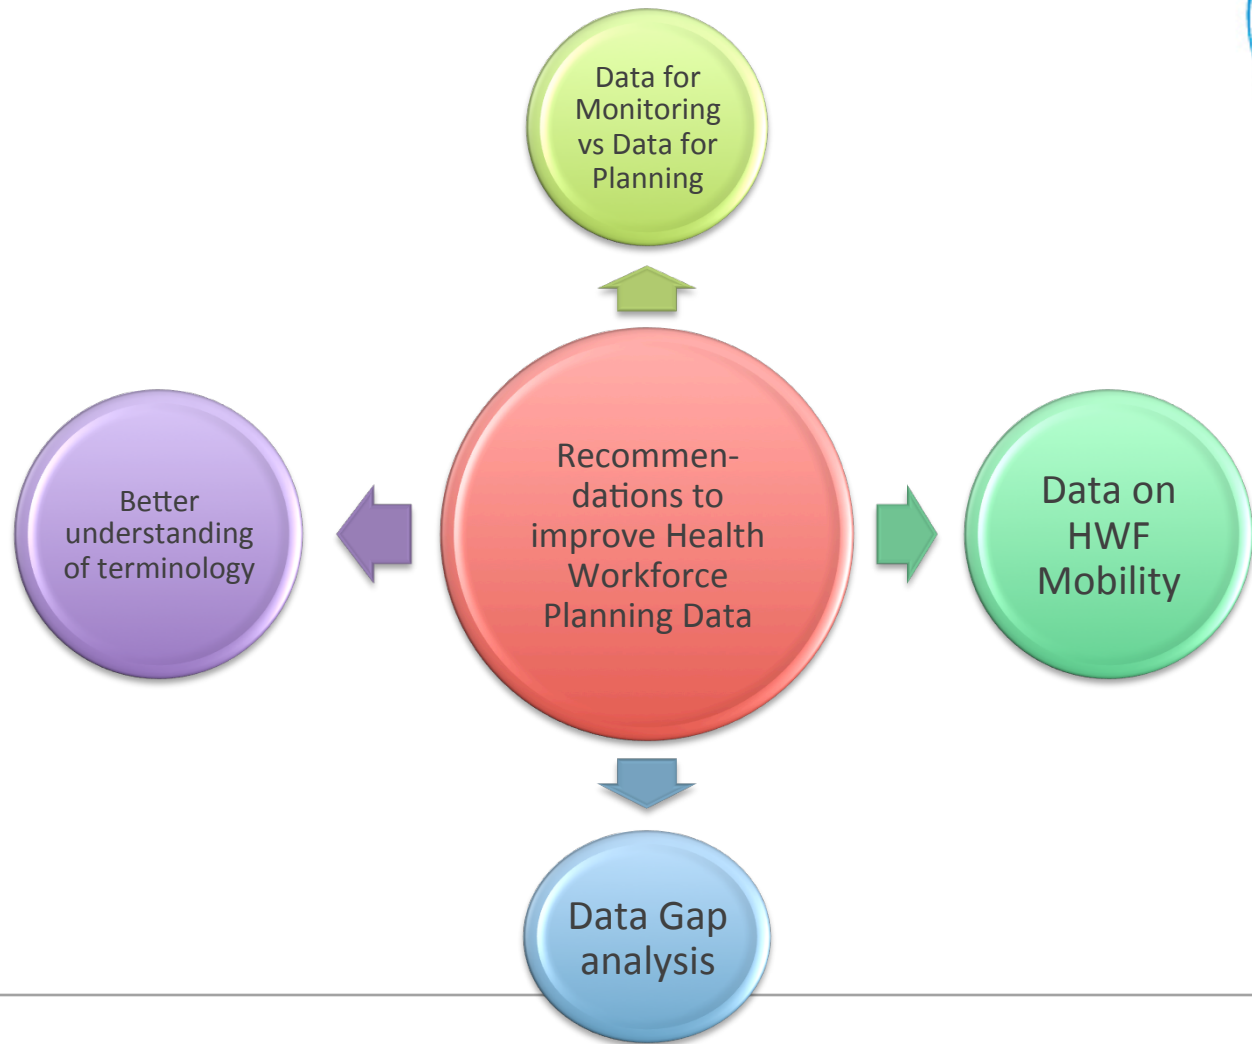 Data for
Monitoring
vs Data for
Planning
Better
understanding
of terminology
Recommen-
dations to
improve Health
Workforce
Planning Data
Data on
HWF
Mobility
Data Gap
analysis